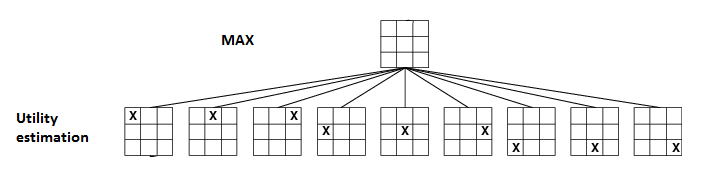 MAX
Utility
estimation
X X X X X X X X X